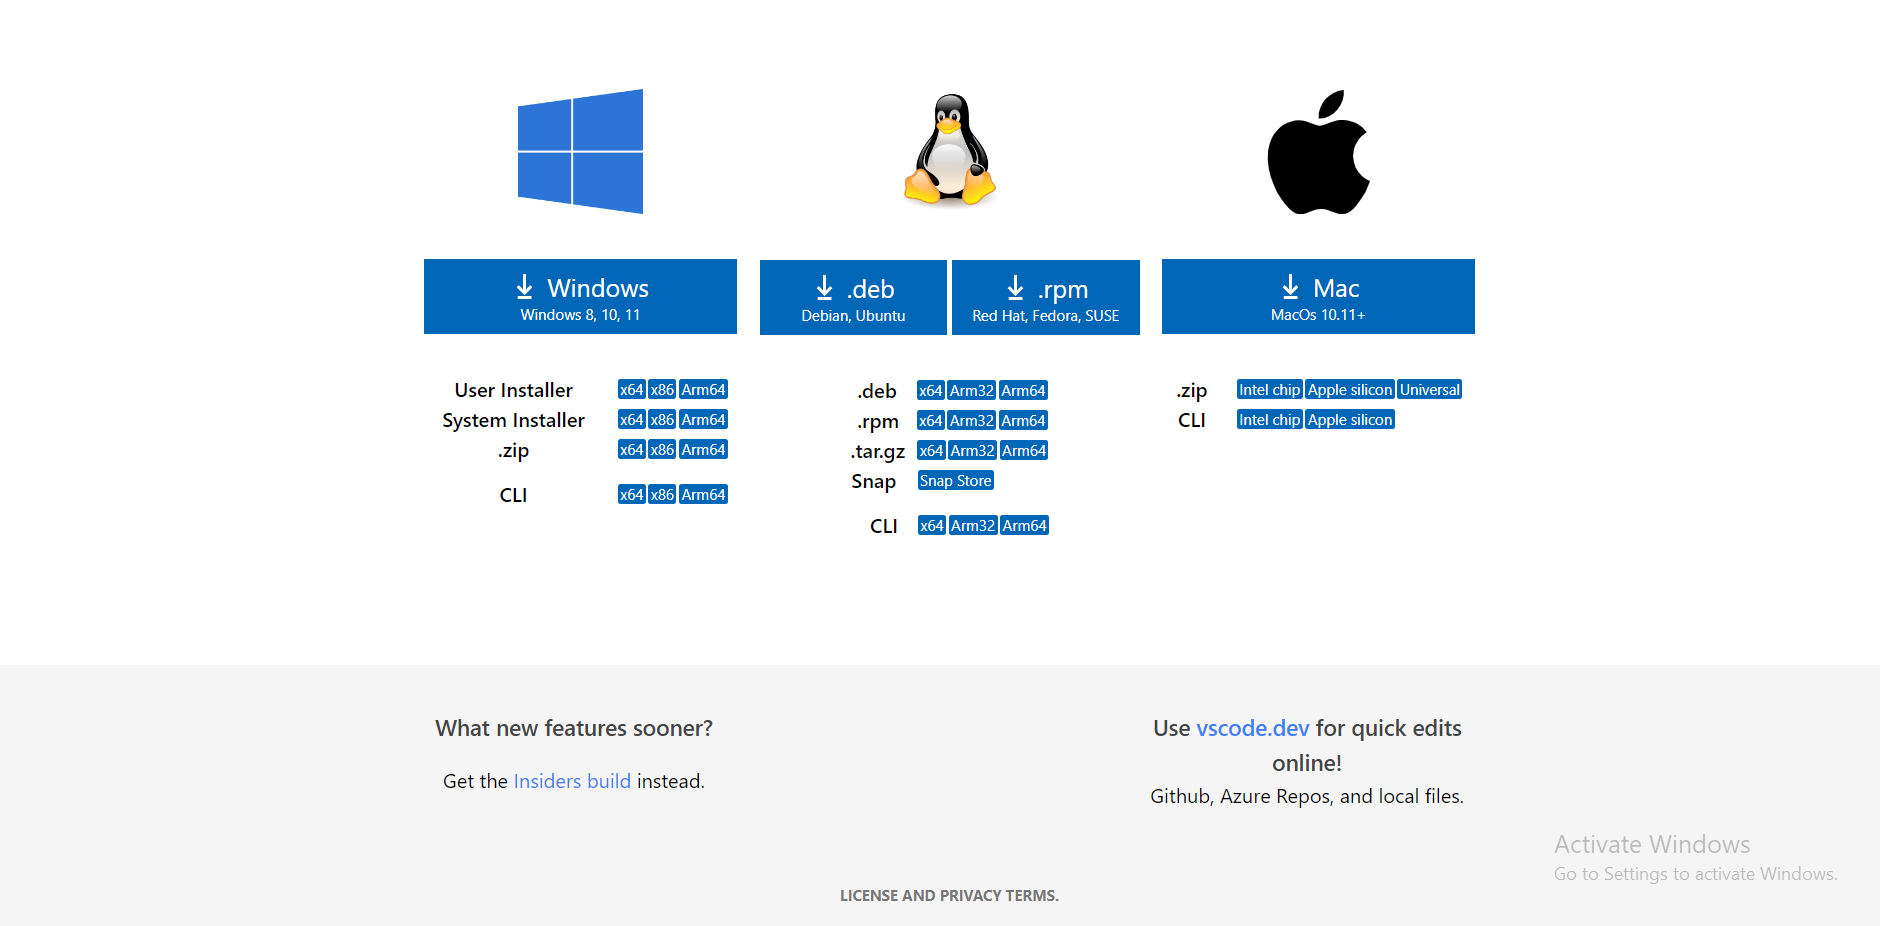 Windows
Windows 8, 10, 11
.deb
Debian, Ubuntu
.rpm
Red Hat, Fedora, SUSE
Mac
MacOs 10.11+
User Installer x64 x86 Arm64
System Installer x64 x86 Arm64
.zip x64 x86 Arm64
CLI x64 x86 Arm64
.deb x64 Arm32 Arm64
.rpm x64 Arm32 Arm64
.tar.gz x64 Arm32 Arm64
Snap Snap Store
CLI x64 Arm32 Arm64
.zip Intel chip Apple silicon Universal
CLI Intel chip Apple silicon
What new features sooner?
Get the Insiders build instead.
Use vscode.dev for quick edits
online!
Github, Azure Repos, and local files.
Activate Windows
Go to Settings to activate Windows.
LICENSE AND PRIVACY TERMS.